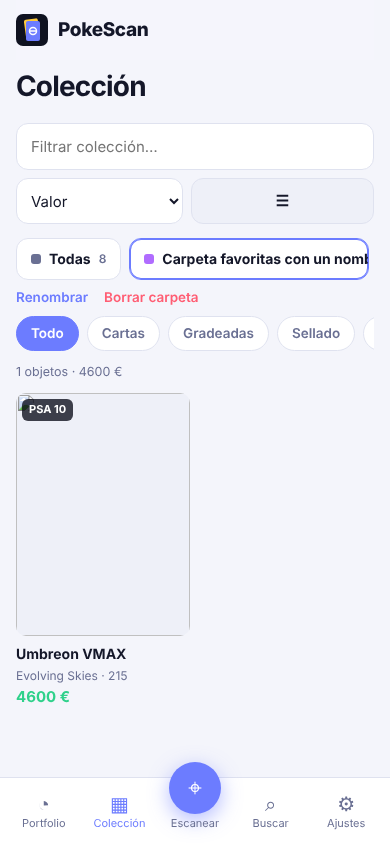 PokeScan
Colección
Filtrar colección...
Valor
Todas 8
Carpeta favoritas con un
Renombrar Borrar carpeta
Todo Cartas Gradeadas Sellado
1 objetos · 4600 €
PSA 10
Umbreon VMAX
Evolving Skies · 215
4600 €
Portfolio Colección Escanear Buscar Ajustes